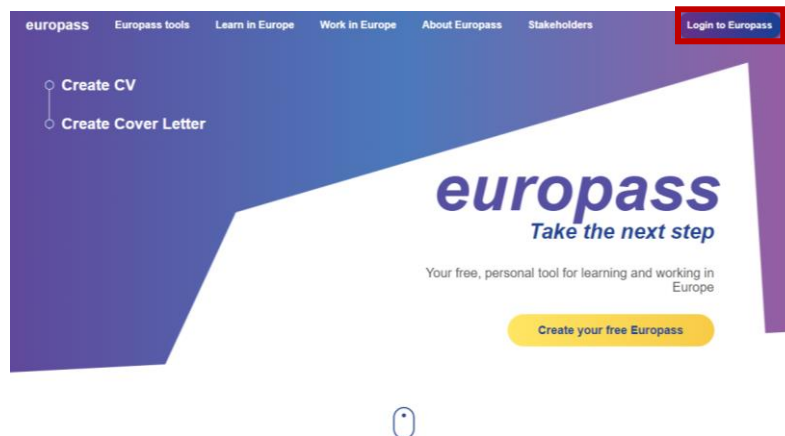 europass Europass tools Learn in Europe Work in Europe About Europass Stakeholders Login to Europass
Create CV
Create Cover Letter
europass
Take the next step
Your free, personal tool for learning and working in
Europe
Create your free Europass